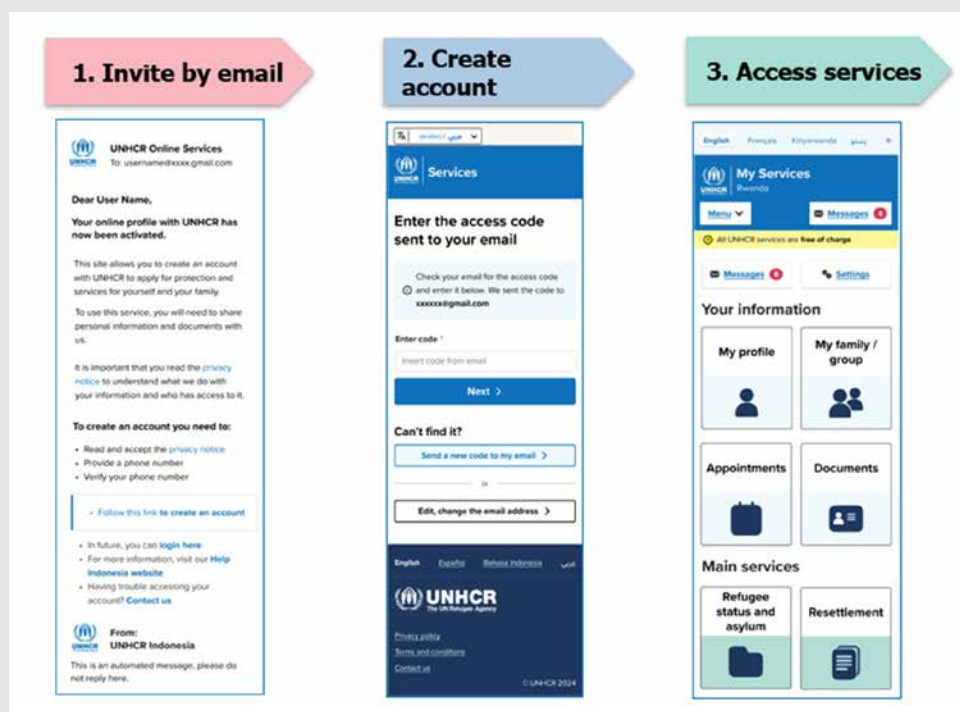 1. Invite by email
UNHCR
UNHCR Online Services
To: username@xxxx.gmail.com
Dear User Name,
Your online profile with UNHCR has
now been activated.
This site allows you to create an account
with UNHCR to apply for protection and
services for yourself and your family.
To use this service, you will need to share
personal information and documents with
us.
It is important that you read the privacy
notice to understand what we do with
your information and who has access to it.
To create an account you need to:
• Read and accept the privacy notice
• Provide a phone number
• Verify your phone number
• Follow this link to create an account
• In future, you can login here
• For more information, visit our Help
Indonesia website
• Having trouble accessing your
account? Contact us
UNHCR
From:
UNHCR Indonesia
This is an automated message, please do
not reply here.
2. Create
account
عربي
UNHCR
Services
Enter the access code
sent to your email
Check your email for the access code
and enter it below. We sent the code to
xxxxxx@gmail.com
Enter code *
Insert code from email
Next >
Can't find it?
Send a new code to my email >
or
Edit, change the email address >
English Español Bahasa Indonesia عربي
UNHCR
The UN Refugee Agency
Privacy policy
Terms and conditions
Contact us
© UNHCR 2024
3. Access services
English Français Kinyarwanda پښتو
UNHCR
My Services
Rwanda
Menu
Messages
All UNHCR services are free of charge
Messages
Settings
Your information
My profile
My family /
group
Appointments
Documents
Main services
Refugee
status and
asylum
Resettlement